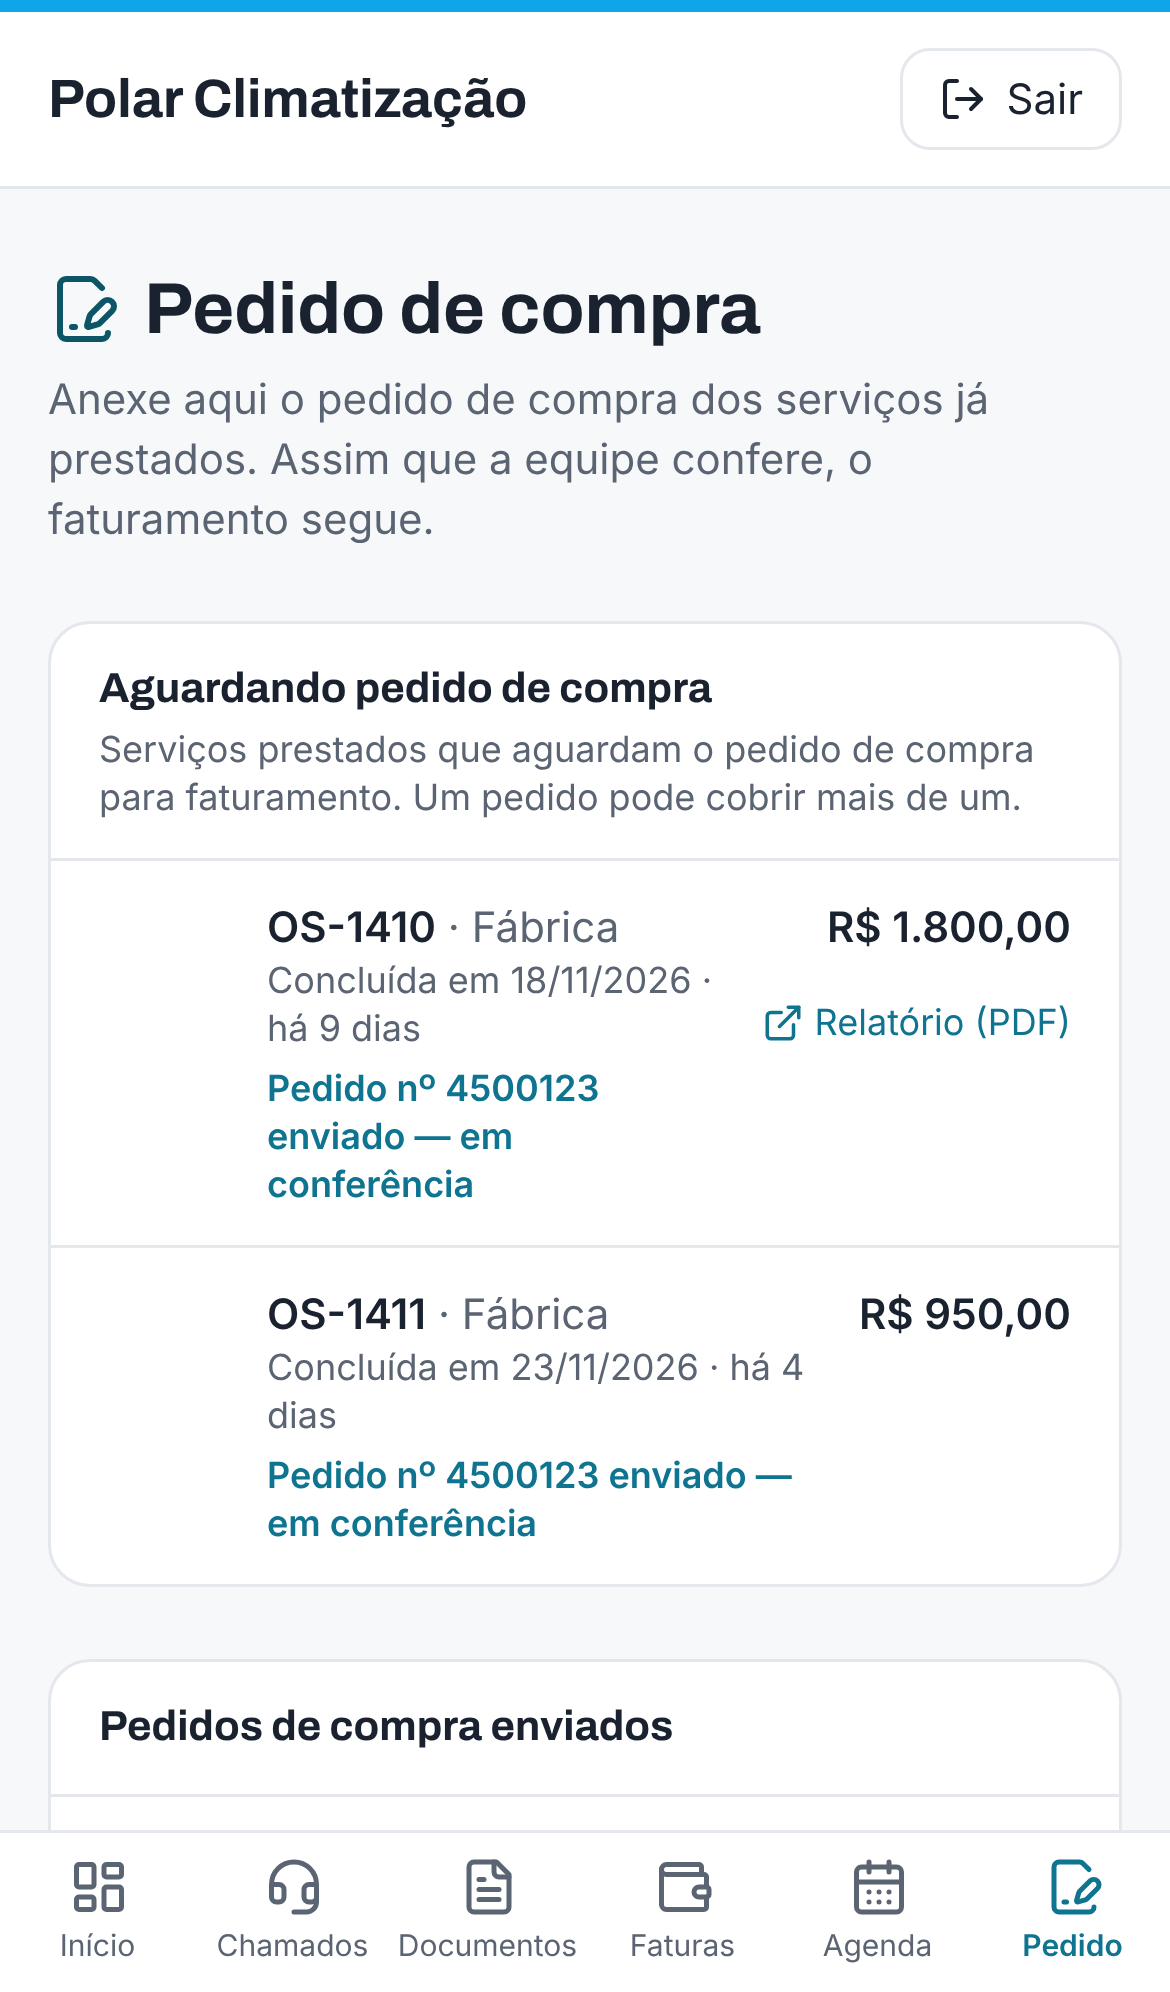 Polar Climatização
Sair
Pedido de compra
Anexe aqui o pedido de compra dos serviços já
prestados. Assim que a equipe confere, o
faturamento segue.
Aguardando pedido de compra
Serviços prestados que aguardam o pedido de compra
para faturamento. Um pedido pode cobrir mais de um.
OS-1410 · Fábrica
R$ 1.800,00
Concluída em 18/11/2026 ·
há 9 dias
Relatório (PDF)
Pedido nº 4500123
enviado — em
conferência
OS-1411 · Fábrica
R$ 950,00
Concluída em 23/11/2026 · há 4
dias
Pedido nº 4500123 enviado —
em conferência
Pedidos de compra enviados
Início
Chamados
Documentos
Faturas
Agenda
Pedido